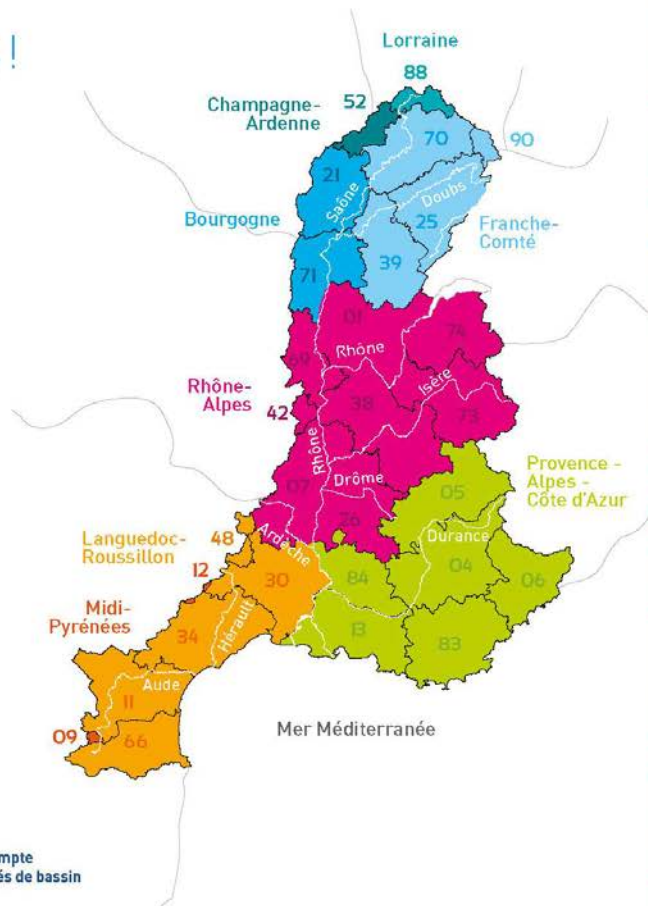 !
Lorraine
88
52
Champagne-
Ardenne
70
90
21
Saône
Doubs
Bourgogne
25
Franche-
Comté
39
71
01
74
69
Rhône
Isère
Rhône-
Alpes
38
42
73
Rhône
Provence -
Alpes -
Côte d'Azur
07
Drôme
05
26
Languedoc-
Roussillon
48
Ardèche
Durance
12
30
84
04
06
Midi-
Pyrénées
34
Hérault
13
83
Aude
11
09
66
Mer Méditerranée
mpte
és de bassin